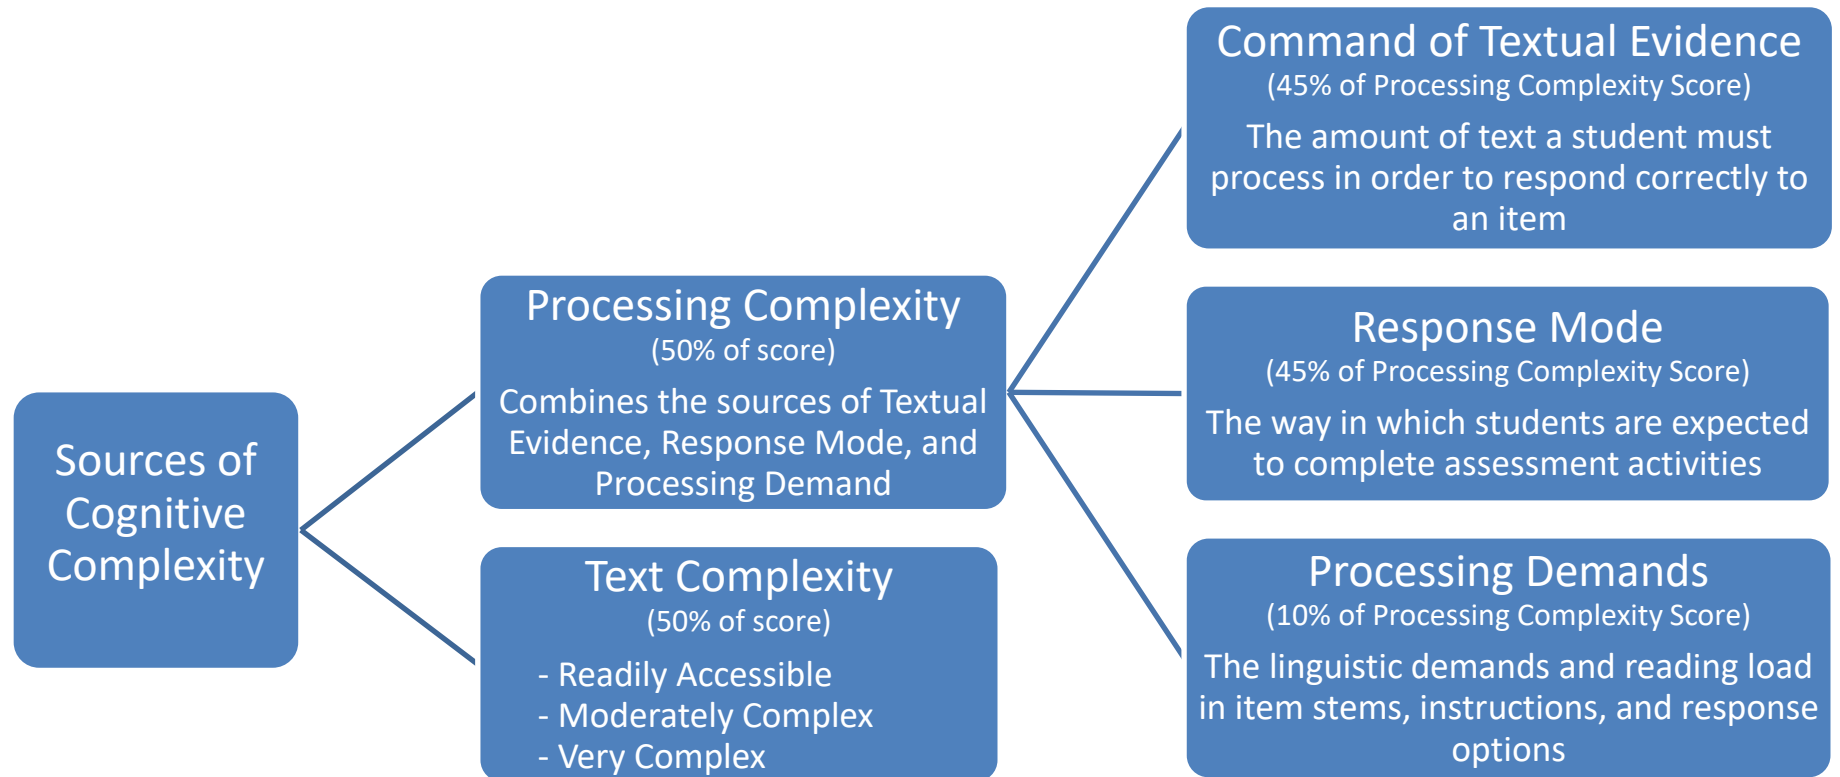 Sources of
Cognitive
Complexity
Processing Complexity
(50% of score)
Combines the sources of Textual
Evidence, Response Mode, and
Processing Demand
Text Complexity
(50% of score)
- Readily Accessible
- Moderately Complex
- Very Complex
Command of Textual Evidence
(45% of Processing Complexity Score)
The amount of text a student must
process in order to respond correctly to
an item
Response Mode
(45% of Processing Complexity Score)
The way in which students are expected
to complete assessment activities
Processing Demands
(10% of Processing Complexity Score)
The linguistic demands and reading load
in item stems, instructions, and response
options